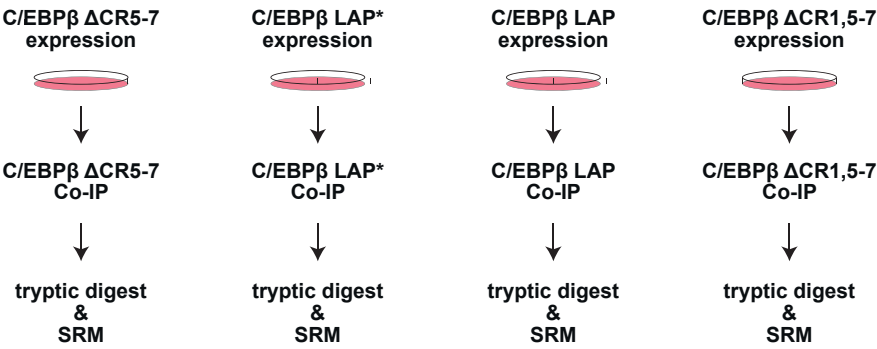 C/EBPβ ΔCR5-7
expression
C/EBPβ LAP*
expression
C/EBPβ LAP
expression
C/EBPβ ΔCR1,5-7
expression
C/EBPβ ΔCR5-7
Co-IP
C/EBPβ LAP*
Co-IP
C/EBPβ LAP
Co-IP
C/EBPβ ΔCR1,5-7
Co-IP
tryptic digest
&
SRM
tryptic digest
&
SRM
tryptic digest
&
SRM
tryptic digest
&
SRM